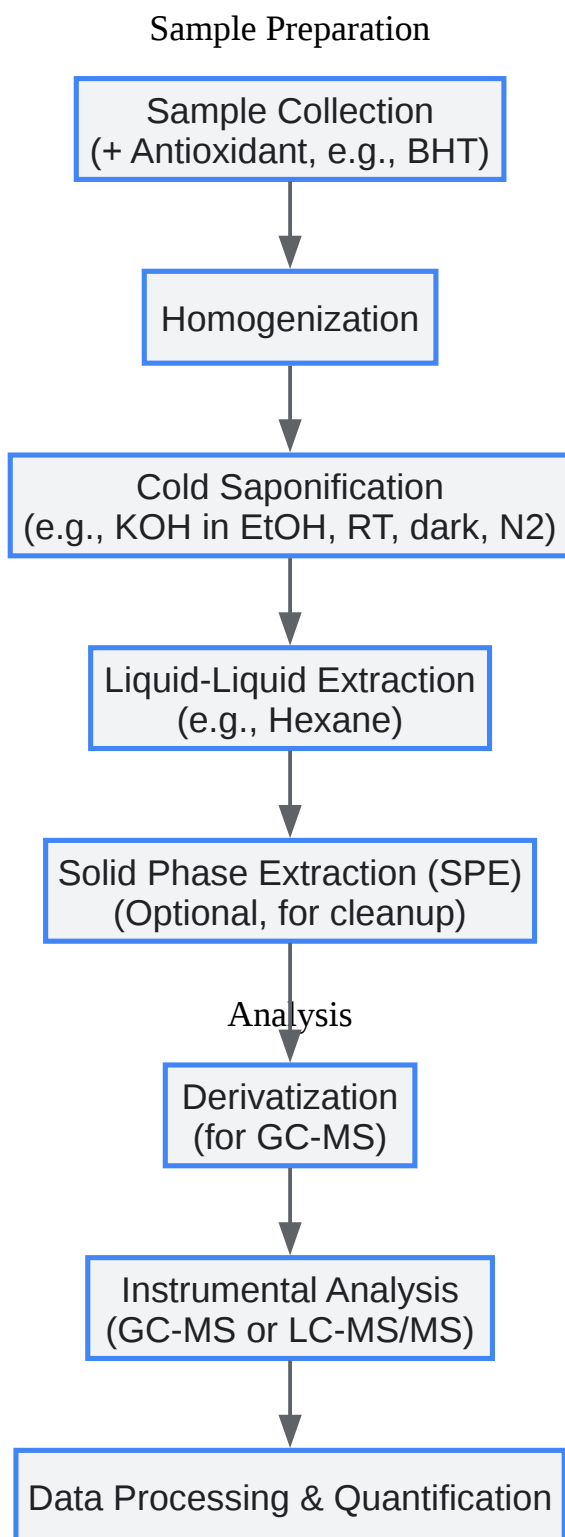 Sample Preparation
Sample Collection
(+ Antioxidant, e.g., BHT)
Homogenization
Cold Saponification
(e.g., KOH in EtOH, RT, dark, N2)
Liquid-Liquid Extraction
(e.g., Hexane)
Solid Phase Extraction (SPE)
(Optional, for cleanup)
Analysis
Derivatization
(for GC-MS)
Instrumental Analysis
(GC-MS or LC-MS/MS)
Data Processing & Quantification